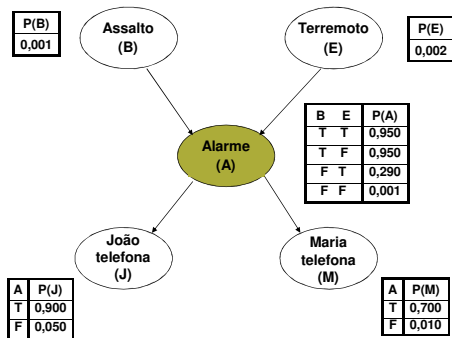 P(B)
0,001
Assalto
(B)
Terremoto
(E)
P(E)
0,002
Alarme
(A)
B E P(A)
T T 0,950
T F 0,950
F T 0,290
F F 0,001
João
telefona
(J)
Maria
telefona
(M)
A P(J)
T 0,900
F 0,050
A P(M)
T 0,700
F 0,010